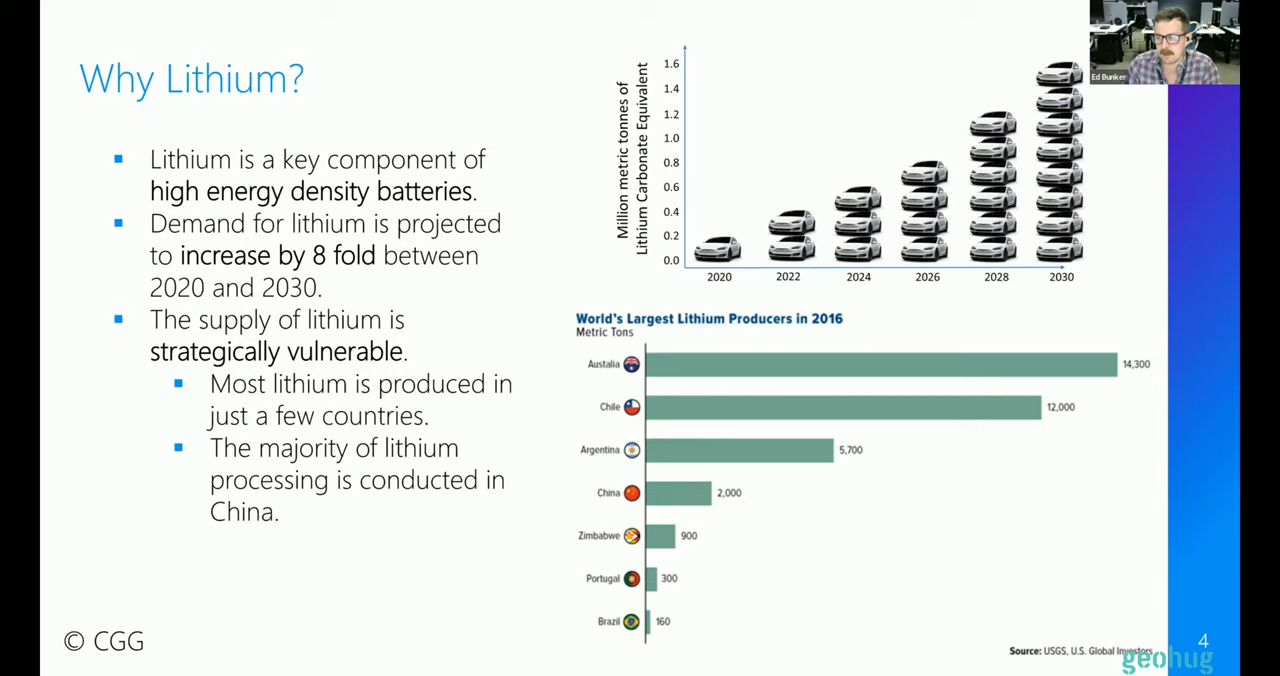 Why Lithium?
Lithium is a key component of
high energy density batteries.
Demand for lithium is projected
to increase by 8 fold between
2020 and 2030.
The supply of lithium is
strategically vulnerable.
Most lithium is produced in
just a few countries.
The majority of lithium
processing is conducted in
China.
© CGG
Million metric tonnes of
Lithium Carbonate Equivalent
1.6
1.4
1.2
1.0
0.8
0.6
0.4
0.2
0.0
2020 2022 2024 2026 2028 2030
Ed Bunker
World's Largest Lithium Producers in 2016
Metric Tons
Austalia 14,300
Chile 12,000
Argentina 5,700
China 2,000
Zimbabwe 900
Portugal 300
Brazil 160
Source: USGS, U.S. Global Investors
4
geohug